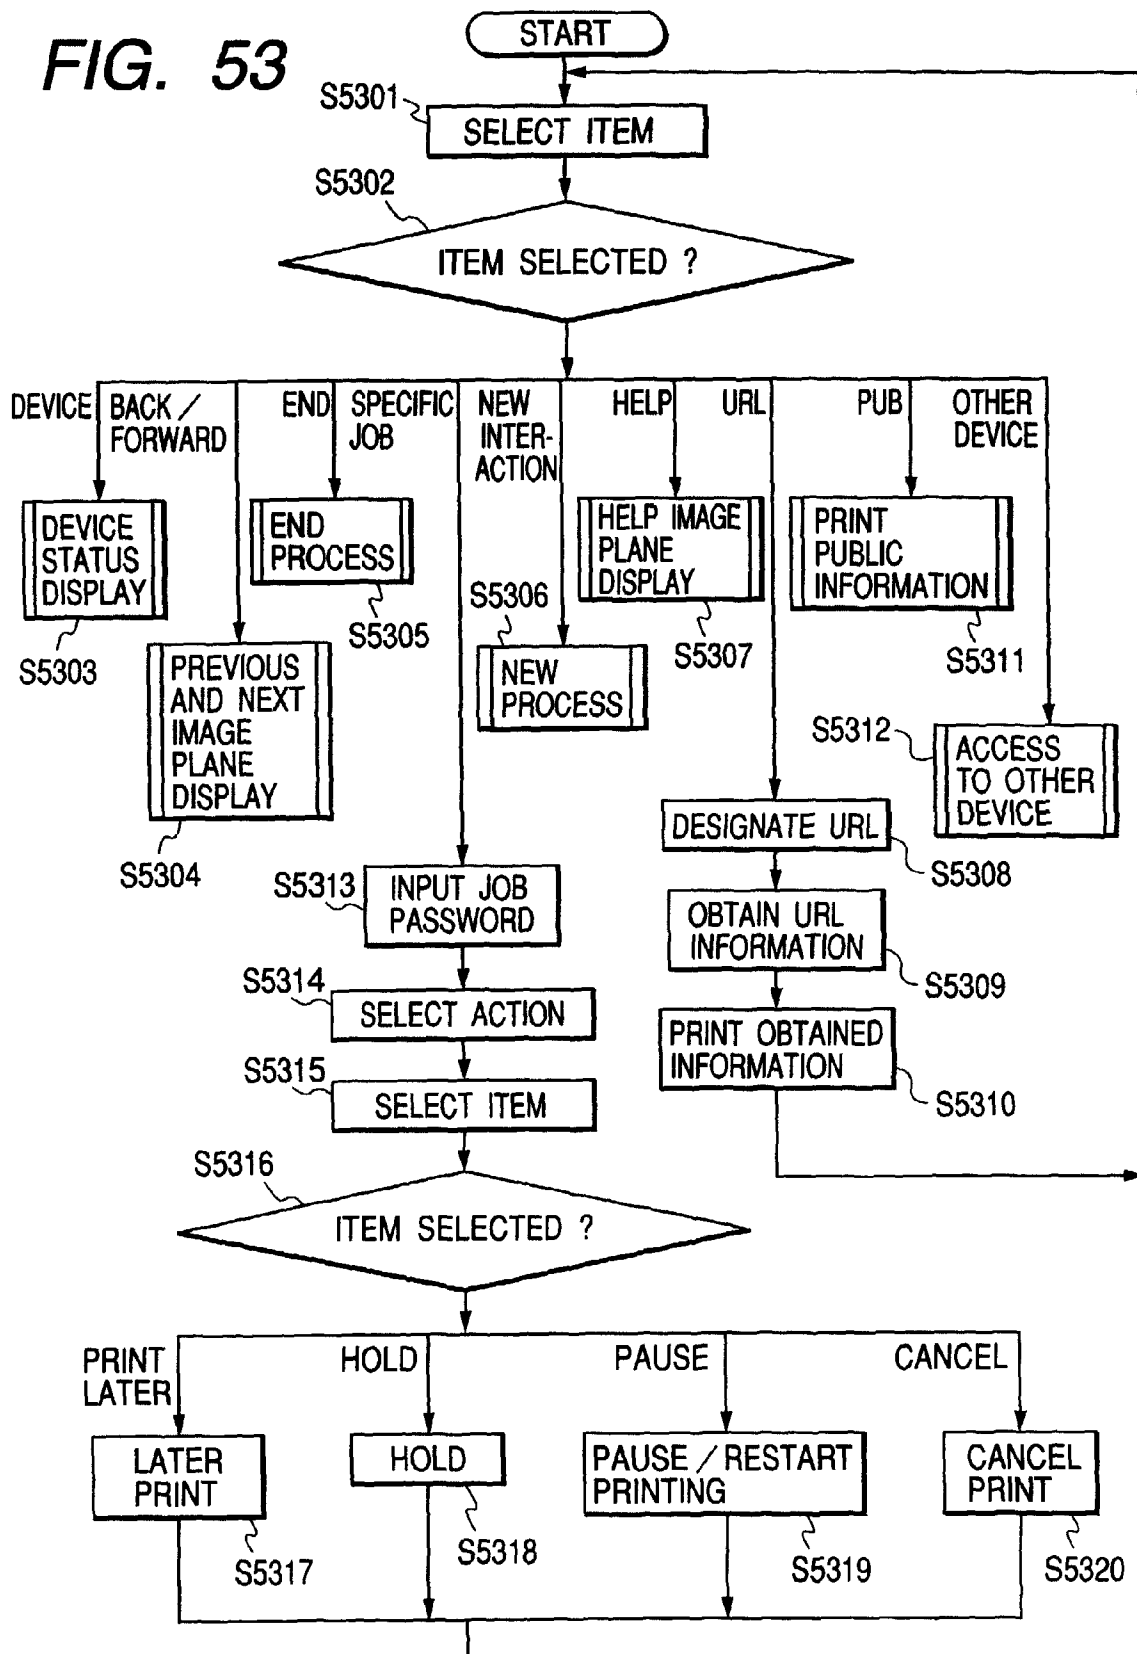 FIG. 53
START
S5301
SELECT ITEM
S5302
ITEM SELECTED ?
DEVICE
BACK /
FORWARD
END
SPECIFIC
JOB
NEW
INTER-
ACTION
HELP
URL
PUB
OTHER
DEVICE
DEVICE
STATUS
DISPLAY
S5303
PREVIOUS
AND NEXT
IMAGE
PLANE
DISPLAY
S5304
END
PROCESS
S5305
S5306
NEW
PROCESS
HELP IMAGE
PLANE
DISPLAY
S5307
PRINT
PUBLIC
INFORMATION
S5311
S5312
ACCESS
TO OTHER
DEVICE
DESIGNATE URL
S5308
OBTAIN URL
INFORMATION
S5309
PRINT OBTAINED
INFORMATION
S5310
S5313
INPUT JOB
PASSWORD
S5314
SELECT ACTION
S5315
SELECT ITEM
S5316
ITEM SELECTED ?
PRINT
LATER
HOLD
PAUSE
CANCEL
LATER
PRINT
S5317
HOLD
S5318
PAUSE / RESTART
PRINTING
S5319
CANCEL
PRINT
S5320